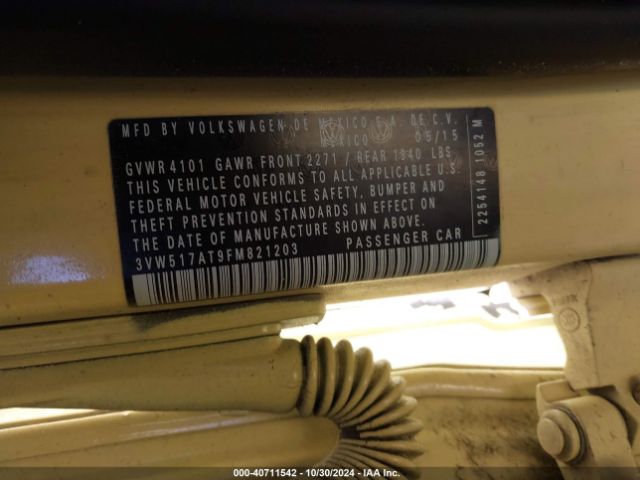 MFD BY VOLKSWAGEN DE MEXICO S.A. DE C.V.
MEXICO 05/15
GVWR 4101 GAWR FRONT 2271 / REAR 1840 LBS
THIS VEHICLE CONFORMS TO ALL APPLICABLE U.S.
FEDERAL MOTOR VEHICLE SAFETY, BUMPER AND
THEFT PREVENTION STANDARDS IN EFFECT ON
THE DATE OF MANUFACTURE SHOWN ABOVE.
3VW517AT9FM821203 PASSENGER CAR
2254148 1052 M
000-40711542 - 10/30/2024 - IAA Inc.